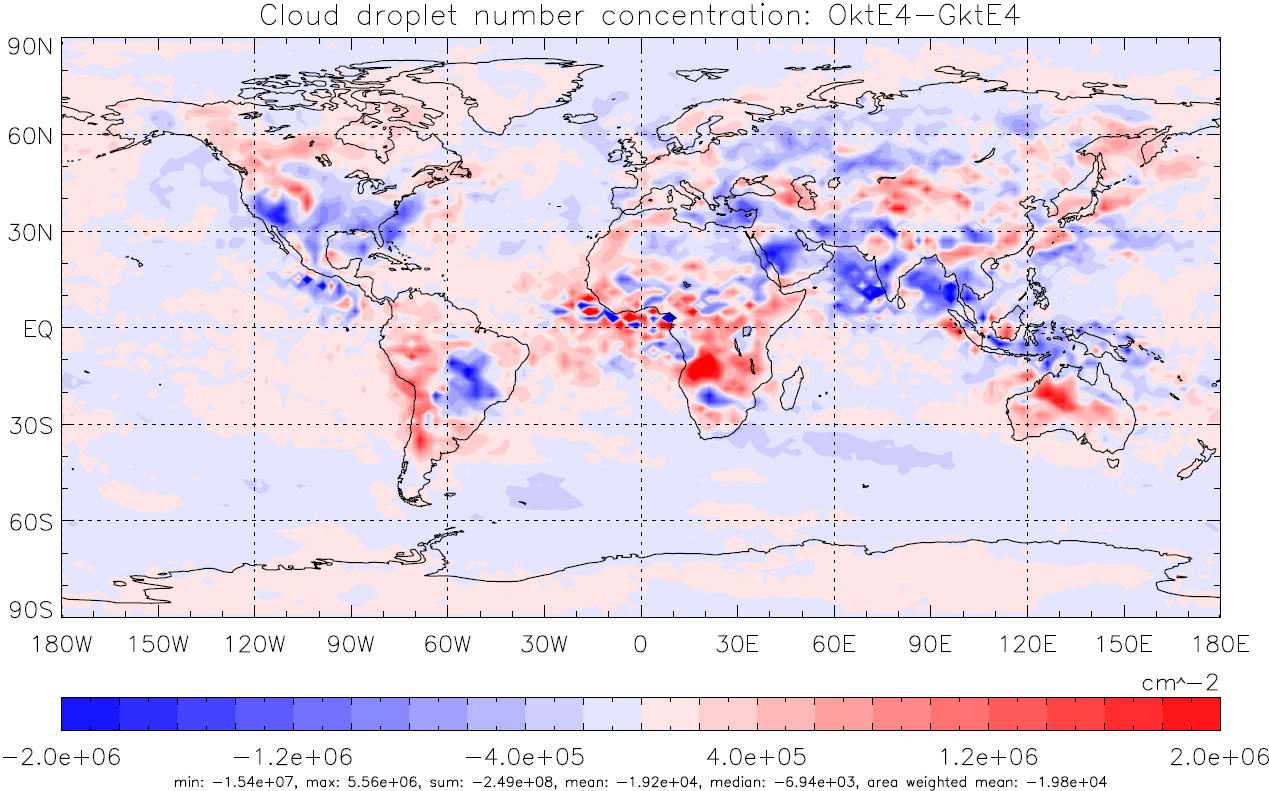 Cloud droplet number concentration: OktE4−GktE4
90N
60N
30N
EQ
30S
60S
90S
180W 150W 120W 90W 60W 30W 0 30E 60E 90E 120E 150E 180E
cm^−2
−2.0e+06 −1.2e+06 −4.0e+05 4.0e+05 1.2e+06 2.0e+06
min: −1.54e+07, max: 5.56e+06, sum: −2.49e+08, mean: −1.92e+04, median: −6.94e+03, area weighted mean: −1.98e+04